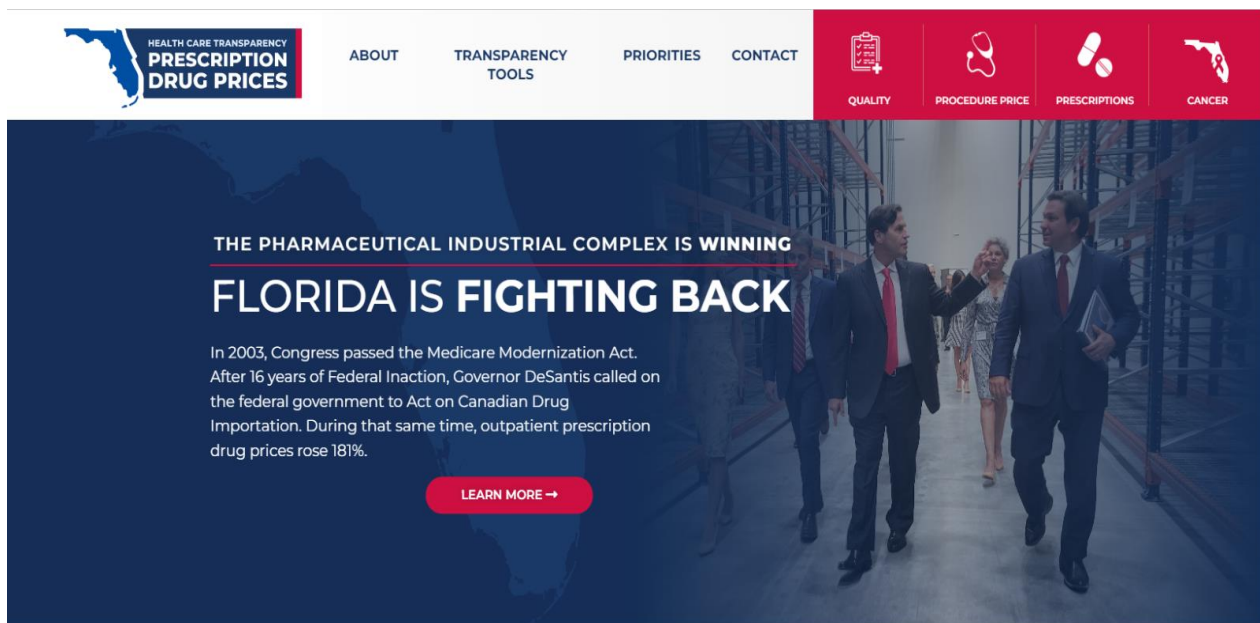 HEALTH CARE TRANSPARENCY
PRESCRIPTION
DRUG PRICES
ABOUT
TRANSPARENCY
TOOLS
PRIORITIES
CONTACT
QUALITY
PROCEDURE PRICE
PRESCRIPTIONS
CANCER
THE PHARMACEUTICAL INDUSTRIAL COMPLEX IS WINNING
FLORIDA IS FIGHTING BACK
In 2003, Congress passed the Medicare Modernization Act.
After 16 years of Federal Inaction, Governor DeSantis called on
the federal government to Act on Canadian Drug
Importation. During that same time, outpatient prescription
drug prices rose 181%.
LEARN MORE →